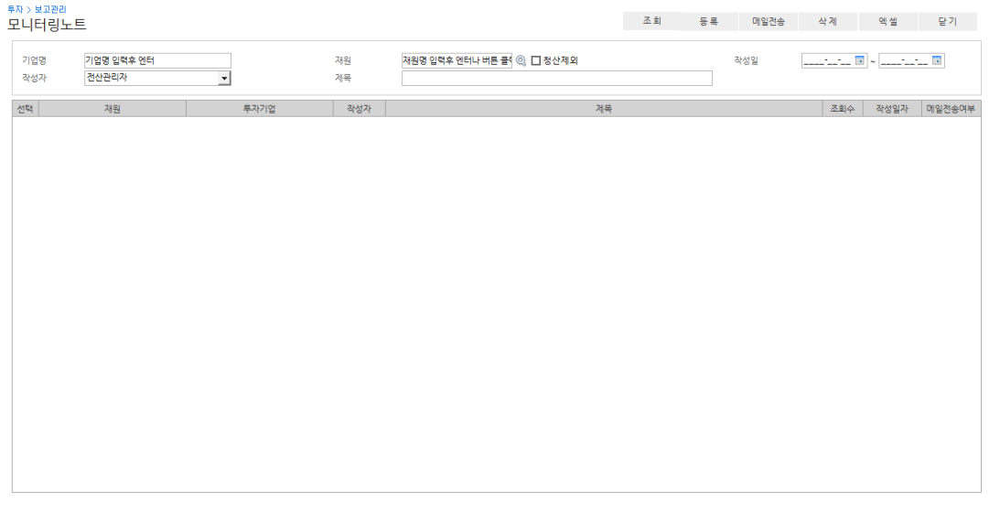 투자 > 보고관리
모니터링노트
조 회 등 록 메일전송 삭 제 엑 셀 닫 기
기업명 기업명 입력후 엔터 재원 재원명 입력후 엔터나 버튼 클릭 청산제외 작성일 ____-__-__ ~ ____-__-__
작성자 전산관리자 제목
선택 재원 투자기업 작성자 제목 조회수 작성일자 메일전송여부